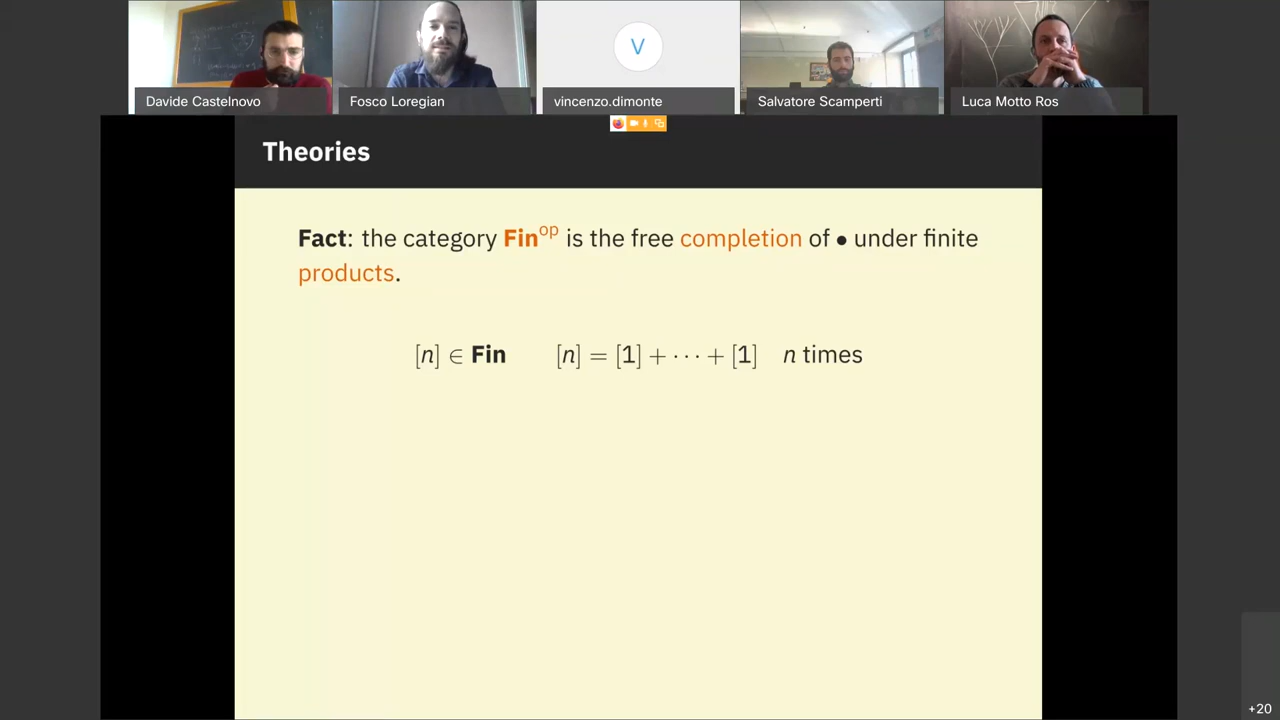 Davide Castelnovo
Fosco Loregian
V
vincenzo.dimonte
Salvatore Scamperti
Luca Motto Ros
Theories
Fact: the category Fin^op is the free completion of • under finite
products.
[n] ∈ Fin [n] = [1] + ⋯ + [1] n times
+20